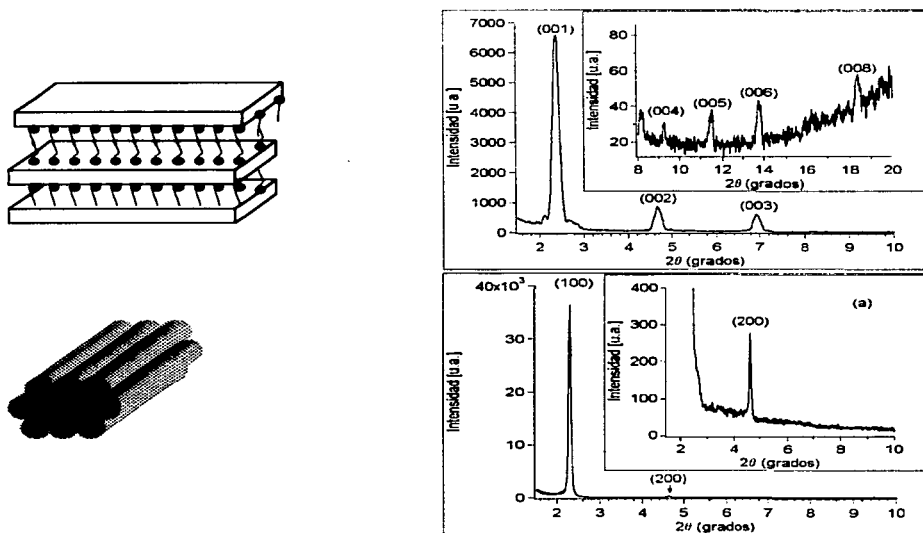 7000
(001)
6000
5000
4000
3000
2000
1000
0
Intensidad [u.a.]
(002)
(003)
2 3 4 5 6 7 8 9 10
2θ (grados)
80
60
40
20
Intensidad [u.a.]
(004)
(005)
(006)
(008)
8 10 12 14 16 18 20
2θ (grados)
40x10³
(100)
30
20
10
0
Intensidad [u.a.]
(200)
2 3 4 5 6 7 8 9 10
2θ (grados)
400
(a)
300
200
100
0
Intensidad [u.a.]
(200)
2 4 6 8 10
2θ (grados)